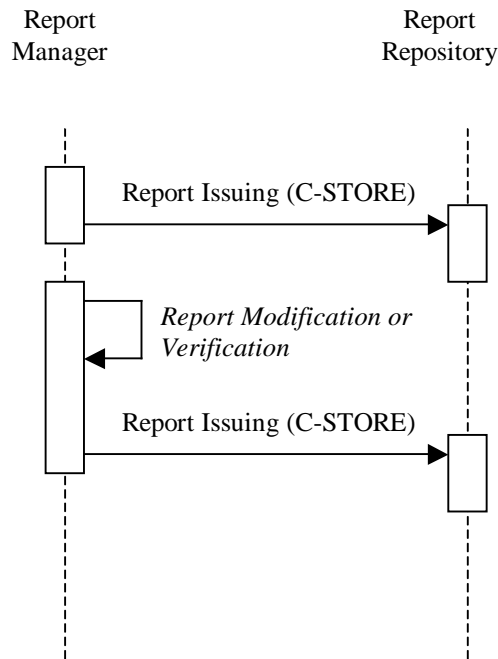 Report
Manager
Report
Repository
Report Issuing (C-STORE)
Report Modification or
Verification
Report Issuing (C-STORE)